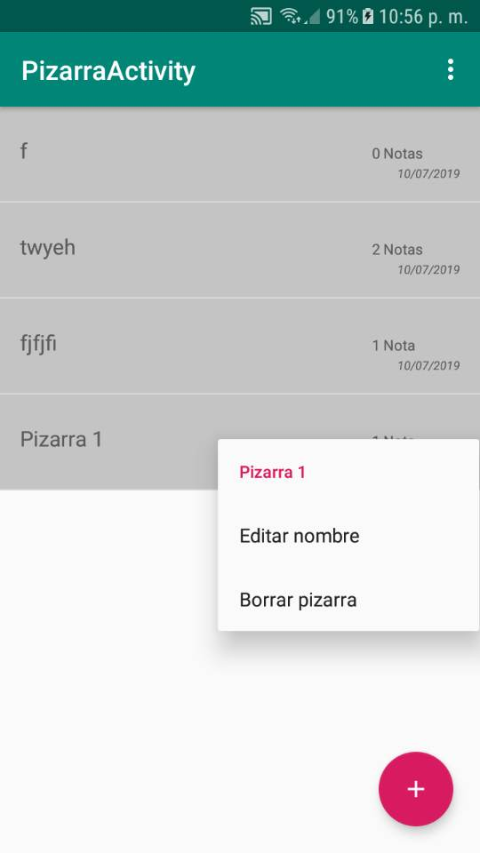 91% 10:56 p. m.
PizarraActivity
f
0 Notas
10/07/2019
twyeh
2 Notas
10/07/2019
fjfjfi
1 Nota
10/07/2019
Pizarra 1
Pizarra 1
Editar nombre
Borrar pizarra
+